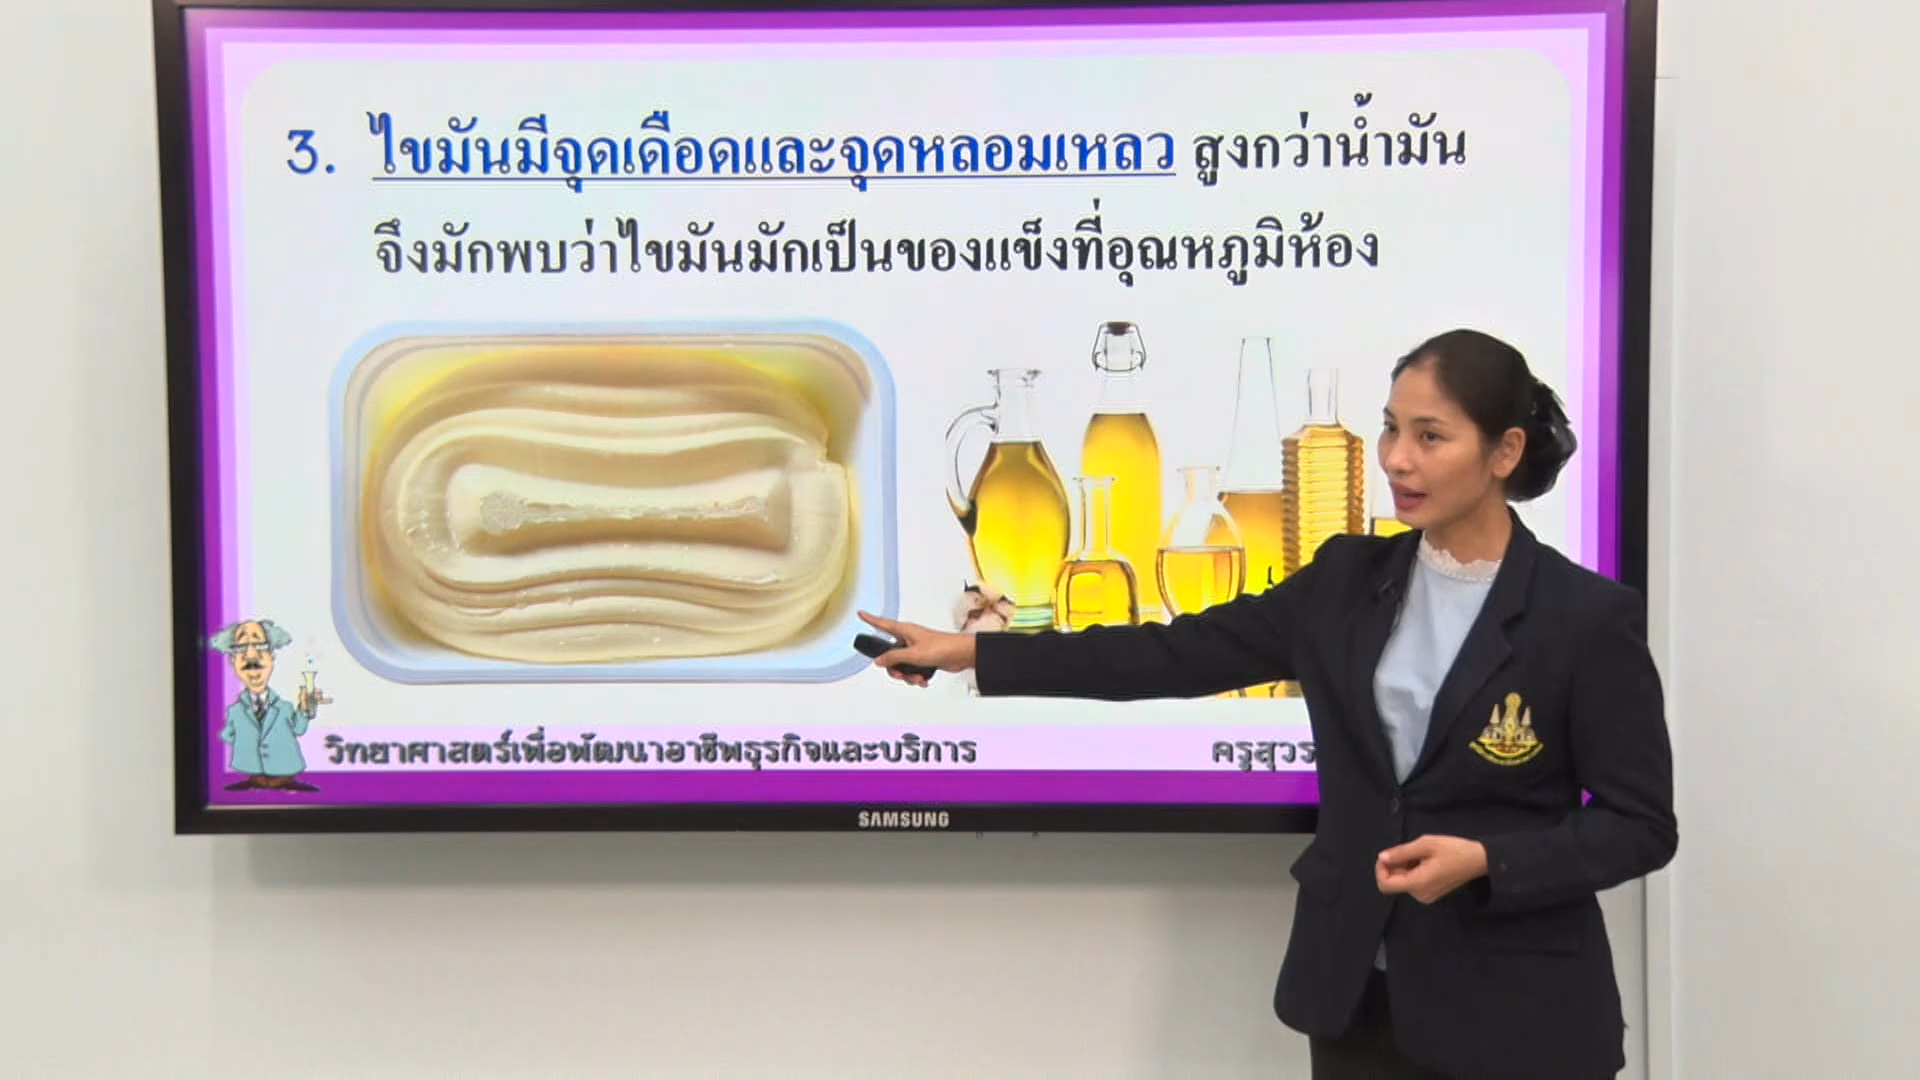 3. ไขมันมีจุดเดือดและจุดหลอมเหลว สูงกว่าน้ำมัน
จึงมักพบว่าไขมันมักเป็นของแข็งที่อุณหภูมิห้อง
วิทยาศาสตร์เพื่อพัฒนาอาชีพธุรกิจและบริการ
ครูสุวร
SAMSUNG